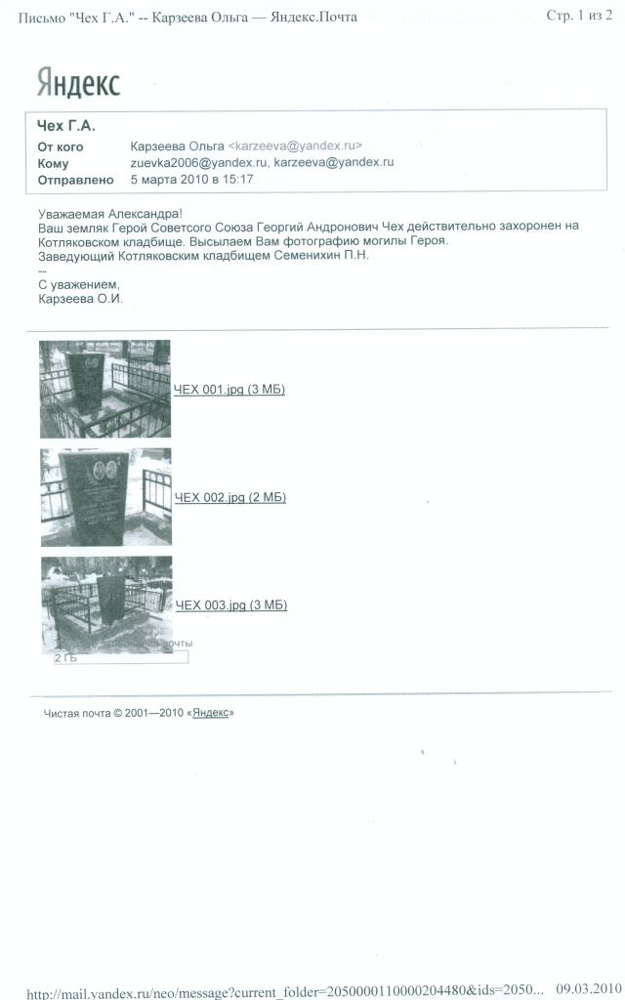 Письмо "Чех Г.А." -- Карзеева Ольга — Яндекс.Почта Стр. 1 из 2
Яндекс
Чех Г.А.
От кого Карзеева Ольга <karzeeva@yandex.ru>
Кому zuevka2006@yandex.ru, karzeeva@yandex.ru
Отправлено 5 марта 2010 в 15:17
Уважаемая Александра!
Ваш земляк Герой Советсого Союза Георгий Андронович Чех действительно захоронен на
Котляковском кладбище. Высылаем Вам фотографию могилы Героя.
Заведующий Котляковским кладбищем Семенихин П.Н.
--
С уважением,
Карзеева О.И.
ЧЕХ 001.jpg (3 МБ)
ЧЕХ 002.jpg (2 МБ)
ЧЕХ 003.jpg (3 МБ)
почты
2 ГБ
Чистая почта © 2001—2010 «Яндекс»
http://mail.yandex.ru/neo/message?current_folder=2050000110000204480&ids=2050... 09.03.2010